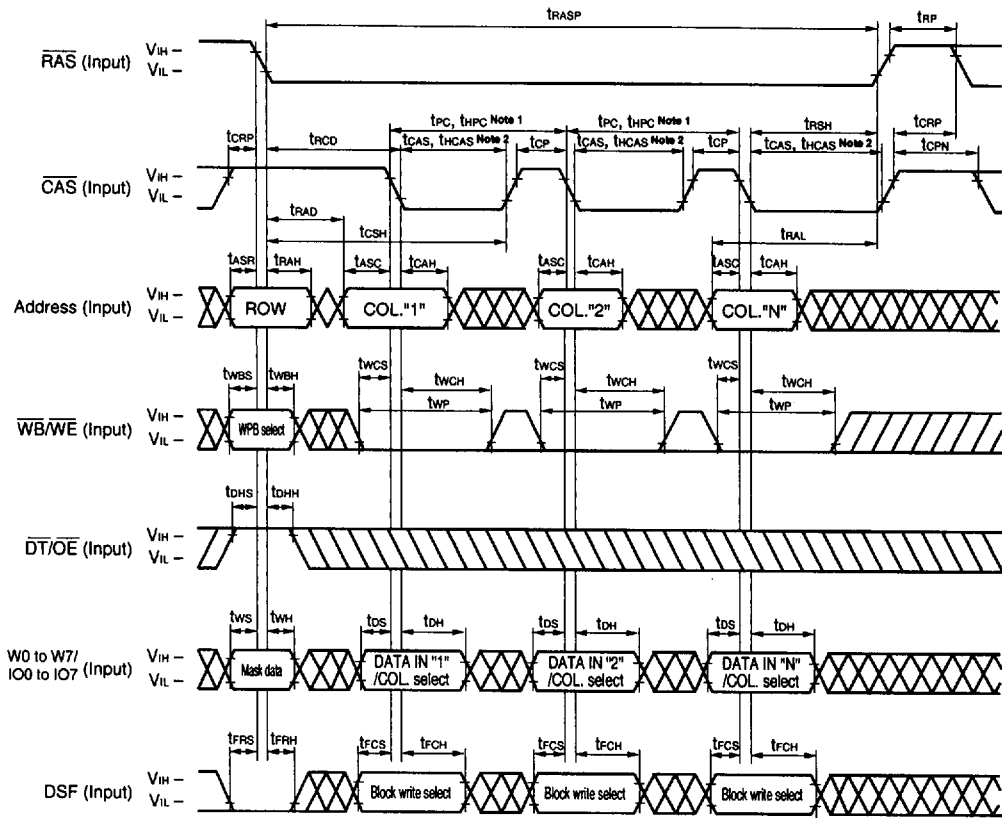 tRASP
tRP
RAS (Input)
VIH –
VIL –
tPC, tHPC Note 1
tPC, tHPC Note 1
tRSH
tCRP
tRCD
tCAS, tHCAS Note 2
tCP
tCAS, tHCAS Note 2
tCP
tCAS, tHCAS Note 2
tCRP
tCPN
CAS (Input)
VIH –
VIL –
tRAD
tCSH
tRAL
tASR
tRAH
tASC
tCAH
tASC
tCAH
tASC
tCAH
Address (Input)
VIH –
VIL –
ROW
COL."1"
COL."2"
COL."N"
tWBS
tWBH
tWCS
tWCH
tWP
tWCS
tWCH
tWP
tWCS
tWCH
tWP
WB/WE (Input)
VIH –
VIL –
WPB select
tDHS
tDHH
DT/OE (Input)
VIH –
VIL –
tWS
tWH
tDS
tDH
tDS
tDH
tDS
tDH
W0 to W7/
IO0 to IO7 (Input)
VIH –
VIL –
Mask data
DATA IN "1"
/COL. select
DATA IN "2"
/COL. select
DATA IN "N"
/COL. select
tFRS
tFRH
tFCS
tFCH
tFCS
tFCH
tFCS
tFCH
DSF (Input)
VIH –
VIL –
Block write select
Block write select
Block write select